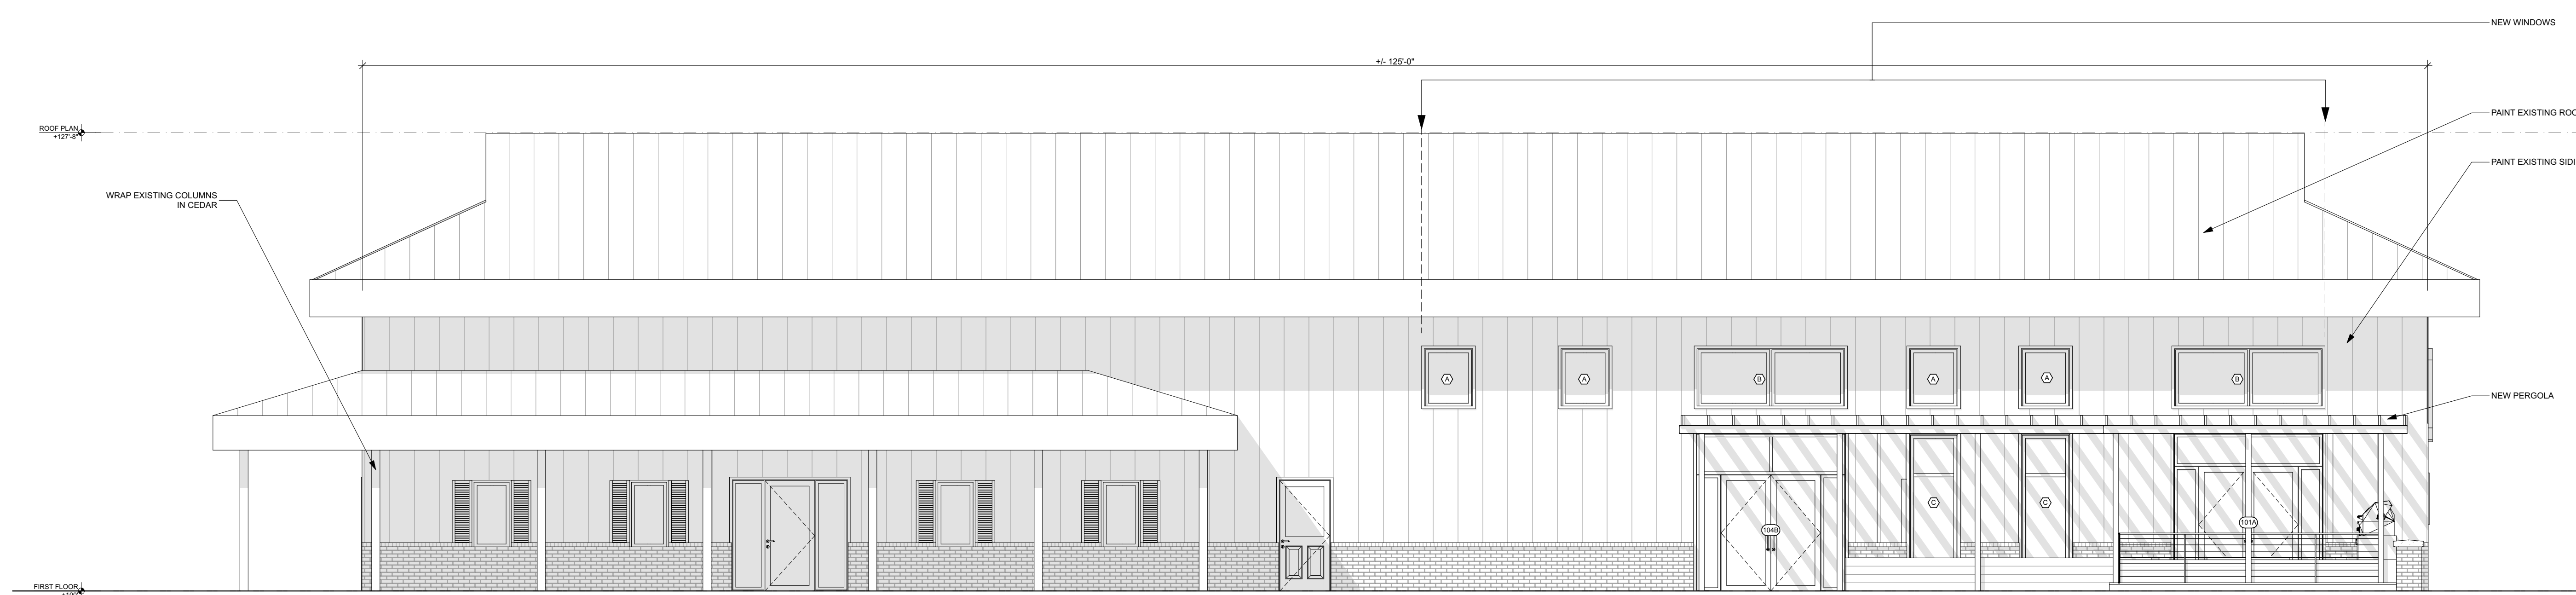 NEW WINDOWS
+/- 125'-0"
ROOF PLAN
+127'-8"
PAINT EXISTING ROO
PAINT EXISTING SIDI
WRAP EXISTING COLUMNS
IN CEDAR
A
A
B
A
A
B
NEW PERGOLA
C
C
104B
101A
FIRST FLOOR
+100'